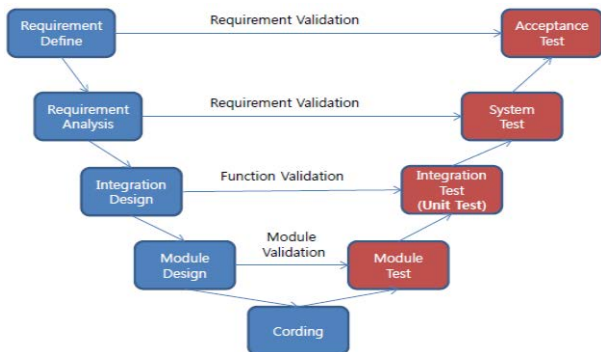 Requirement Validation
Requirement
Define
Acceptance
Test
Requirement Validation
Requirement
Analysis
System
Test
Function Validation
Integration
Design
Integration
Test
(Unit Test)
Module
Validation
Module
Design
Module
Test
Cording